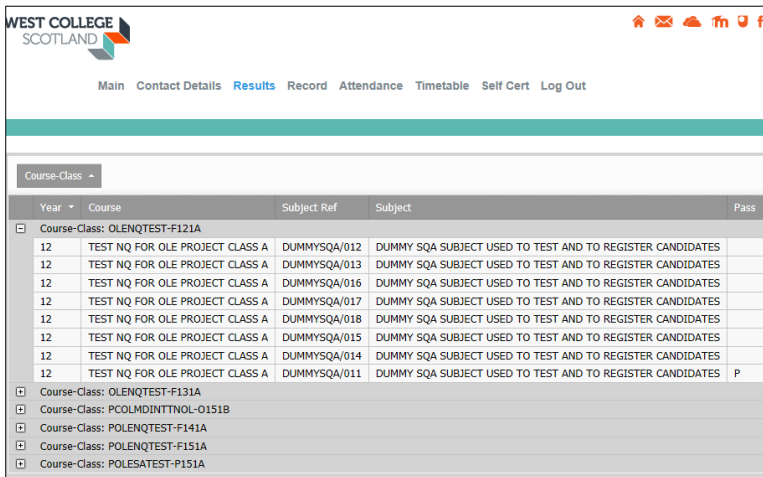 WEST COLLEGE
SCOTLAND
Main Contact Details Results Record Attendance Timetable Self Cert Log Out
Course-Class
Year Course Subject Ref Subject Pass
Course-Class: OLENQTEST-F121A
12 TEST NQ FOR OLE PROJECT CLASS A DUMMYSQA/012 DUMMY SQA SUBJECT USED TO TEST AND TO REGISTER CANDIDATES
12 TEST NQ FOR OLE PROJECT CLASS A DUMMYSQA/013 DUMMY SQA SUBJECT USED TO TEST AND TO REGISTER CANDIDATES
12 TEST NQ FOR OLE PROJECT CLASS A DUMMYSQA/016 DUMMY SQA SUBJECT USED TO TEST AND TO REGISTER CANDIDATES
12 TEST NQ FOR OLE PROJECT CLASS A DUMMYSQA/017 DUMMY SQA SUBJECT USED TO TEST AND TO REGISTER CANDIDATES
12 TEST NQ FOR OLE PROJECT CLASS A DUMMYSQA/018 DUMMY SQA SUBJECT USED TO TEST AND TO REGISTER CANDIDATES
12 TEST NQ FOR OLE PROJECT CLASS A DUMMYSQA/015 DUMMY SQA SUBJECT USED TO TEST AND TO REGISTER CANDIDATES
12 TEST NQ FOR OLE PROJECT CLASS A DUMMYSQA/014 DUMMY SQA SUBJECT USED TO TEST AND TO REGISTER CANDIDATES
12 TEST NQ FOR OLE PROJECT CLASS A DUMMYSQA/011 DUMMY SQA SUBJECT USED TO TEST AND TO REGISTER CANDIDATES P
Course-Class: OLENQTEST-F131A
Course-Class: PCOLMDINTTNOL-O151B
Course-Class: POLENQTEST-F141A
Course-Class: POLENQTEST-F151A
Course-Class: POLESATEST-P151A